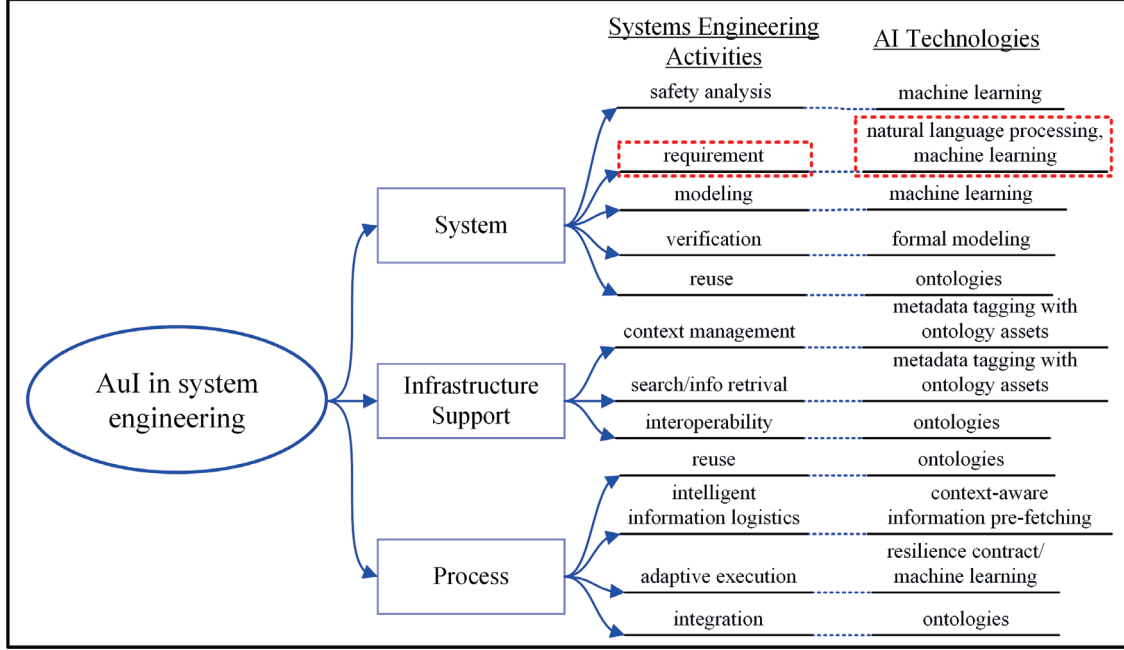 Systems Engineering
Activities
AI Technologies
safety analysis
machine learning
requirement
natural language processing,
machine learning
modeling
machine learning
verification
formal modeling
reuse
ontologies
System
context management
metadata tagging with
ontology assets
search/info retrival
metadata tagging with
ontology assets
interoperability
ontologies
Infrastructure
Support
AuI in system
engineering
reuse
ontologies
intelligent
information logistics
context-aware
information pre-fetching
adaptive execution
resilience contract/
machine learning
integration
ontologies
Process